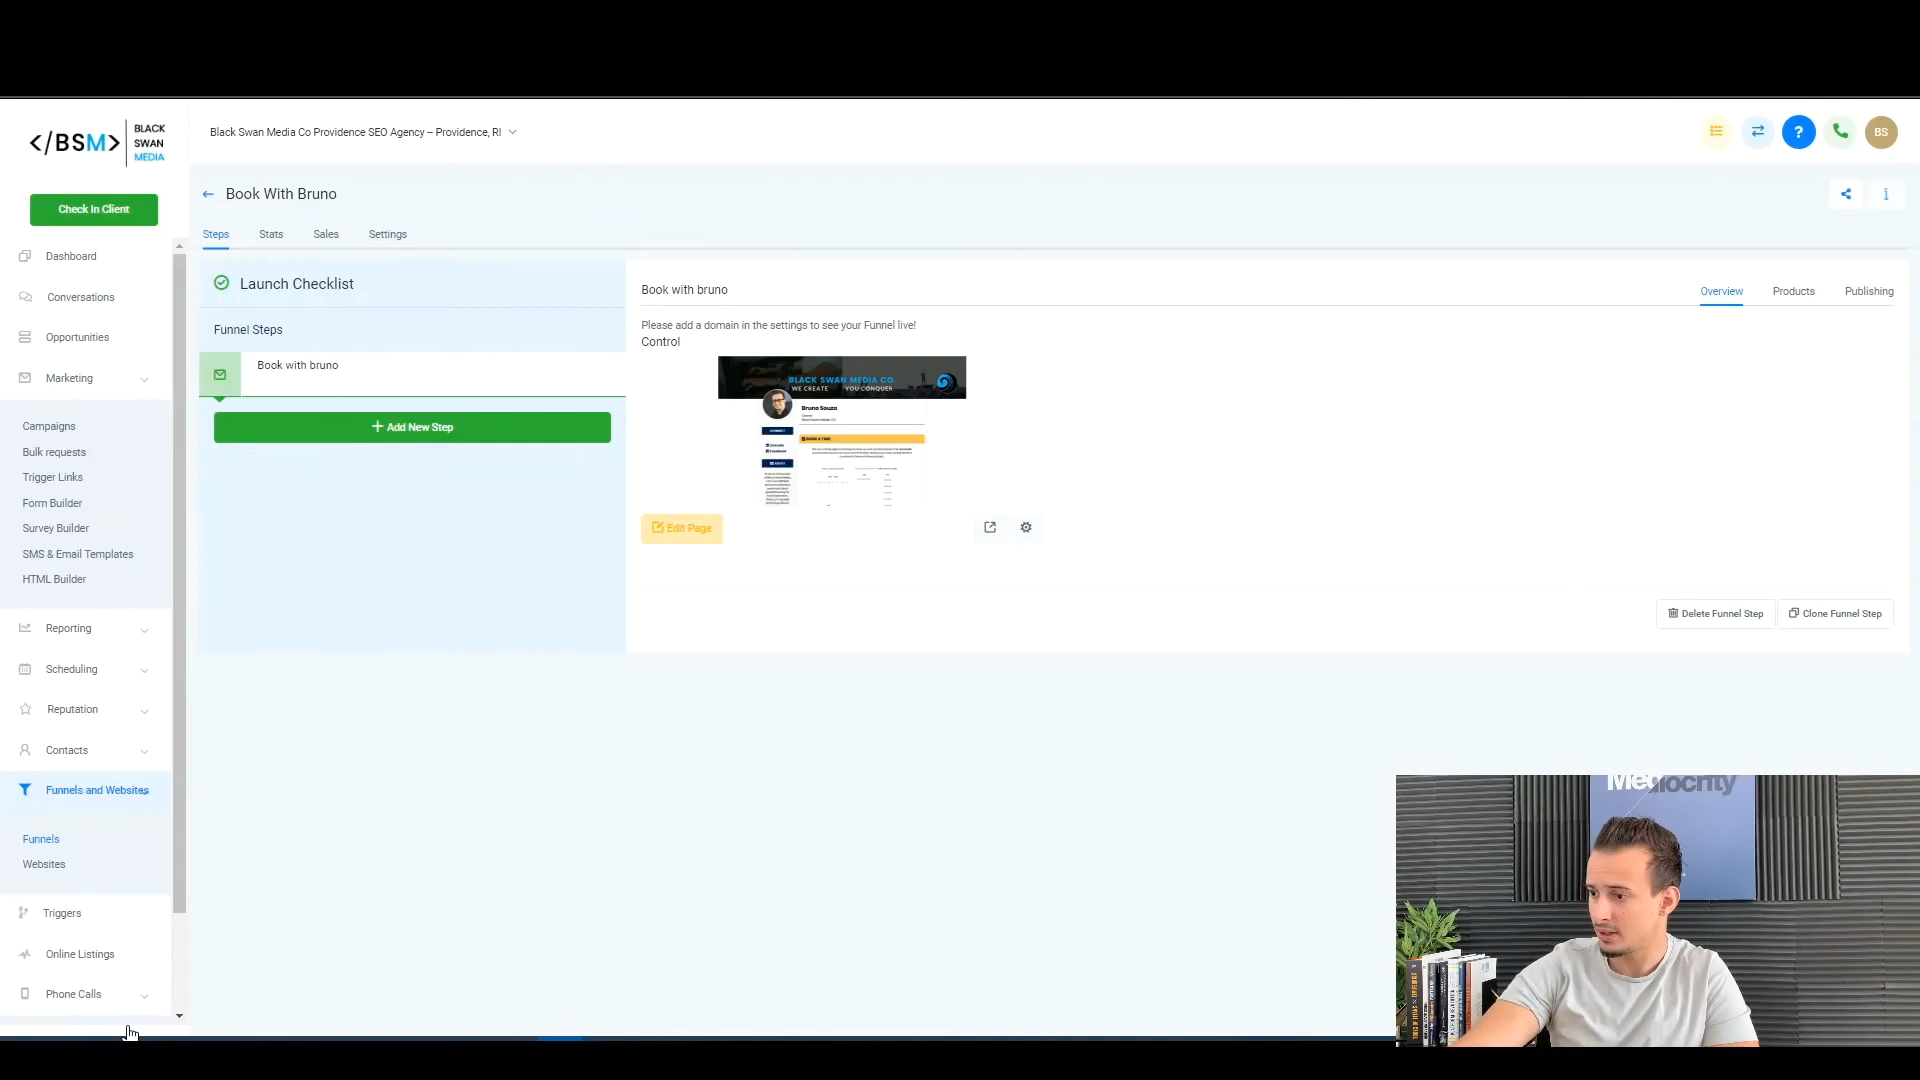 </BSM>
BLACK
SWAN
MEDIA
Black Swan Media Co Providence SEO Agency – Providence, RI
?
BS
Check In Client
Book With Bruno
Steps
Stats
Sales
Settings
Dashboard
Conversations
Opportunities
Marketing
Campaigns
Bulk requests
Trigger Links
Form Builder
Survey Builder
SMS & Email Templates
HTML Builder
Reporting
Scheduling
Reputation
Contacts
Funnels and Websites
Funnels
Websites
Triggers
Online Listings
Phone Calls
Launch Checklist
Funnel Steps
Book with bruno
+ Add New Step
Book with bruno
Overview
Products
Publishing
Please add a domain in the settings to see your Funnel live!
Control
BLACK SWAN MEDIA CO.
WE CREATE YOU CONQUER
Bruno Souza
BOOK A TIME
CONNECT
ABOUT
Edit Page
Delete Funnel Step
Clone Funnel Step
Mediocrity